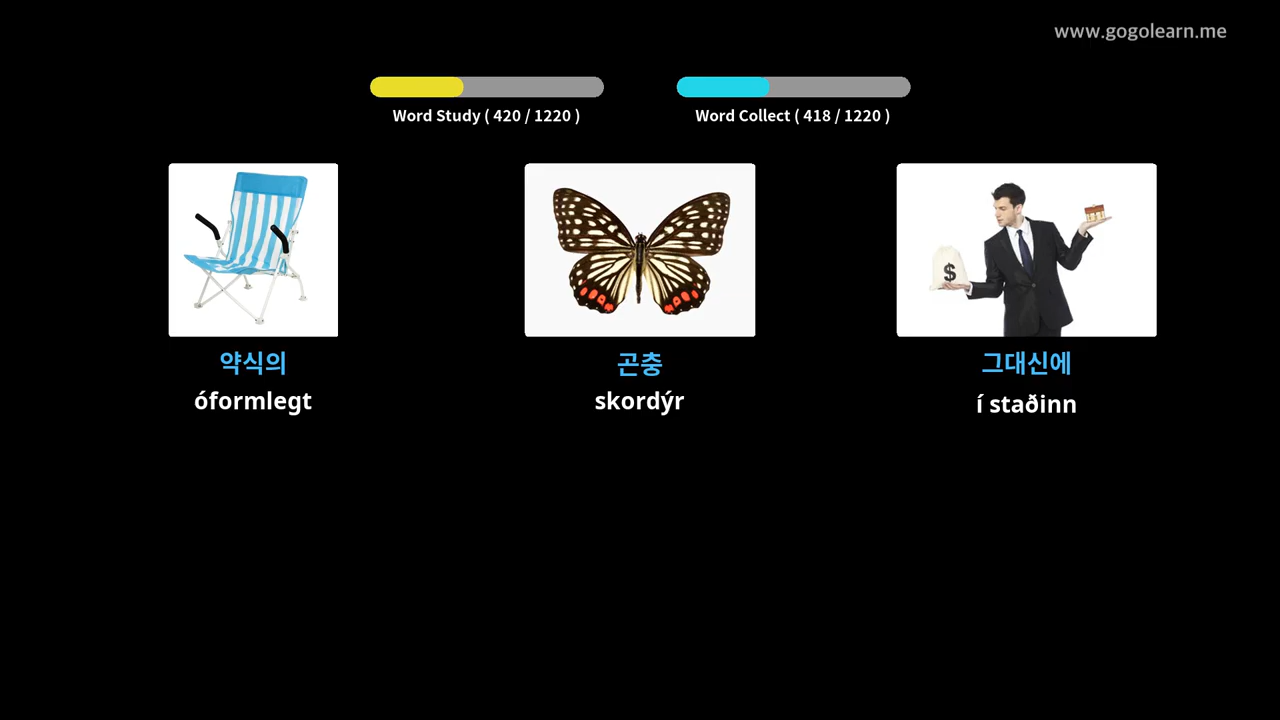 www.gogolearn.me
Word Study ( 420 / 1220 )
Word Collect ( 418 / 1220 )
$
약식의
곤충
그대신에
óformlegt
skordýr
í staðinn